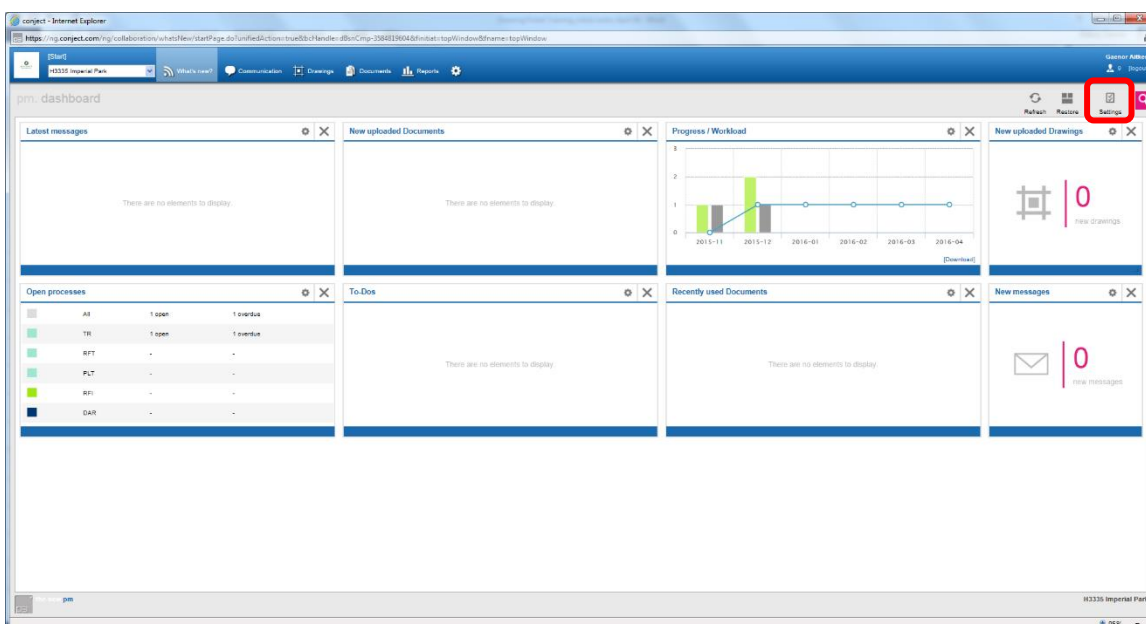 conject - Internet Explorer
https://ng.conject.com/ng/collaboration/whatsNew/startPage.do?unifiedAction=true&bcHandle=dBsnCmp-3584819604&finitiat=topWindow&fname=topWindow
[Start]
H3335 Imperial Park
What's new?
Communication
Drawings
Documents
Reports
Gaenor Aitke
0 [logou
pm. dashboard
Refresh
Restore
Settings
Latest messages
There are no elements to display.
New uploaded Documents
There are no elements to display.
Progress / Workload
3
2
1
0
2015-11 2015-12 2016-01 2016-02 2016-03 2016-04
[Download]
New uploaded Drawings
0
new drawings
Open processes
All 1 open 1 overdue
TR 1 open 1 overdue
RFT - -
PLT - -
RFI - -
DAR - -
To-Dos
There are no elements to display.
Recently used Documents
There are no elements to display.
New messages
0
new messages
pm
H3335 Imperial Par
95%